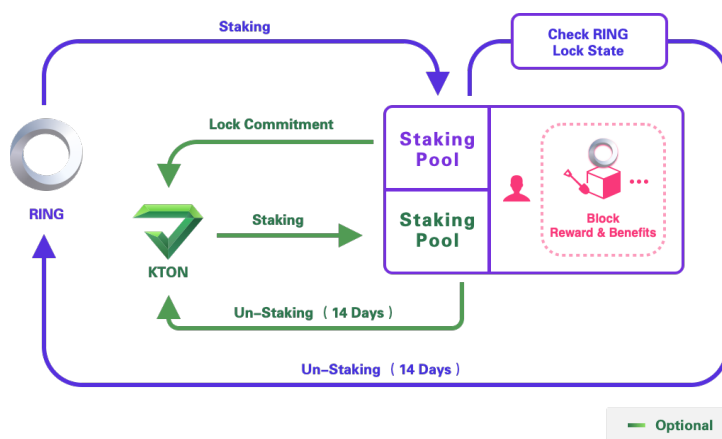 Staking
Check RING
Lock State
Lock Commitment
Staking
Pool
RING
Staking
Staking
Pool
Block
Reward & Benefits
KTON
Un-Staking ( 14 Days )
Un-Staking ( 14 Days )
Optional